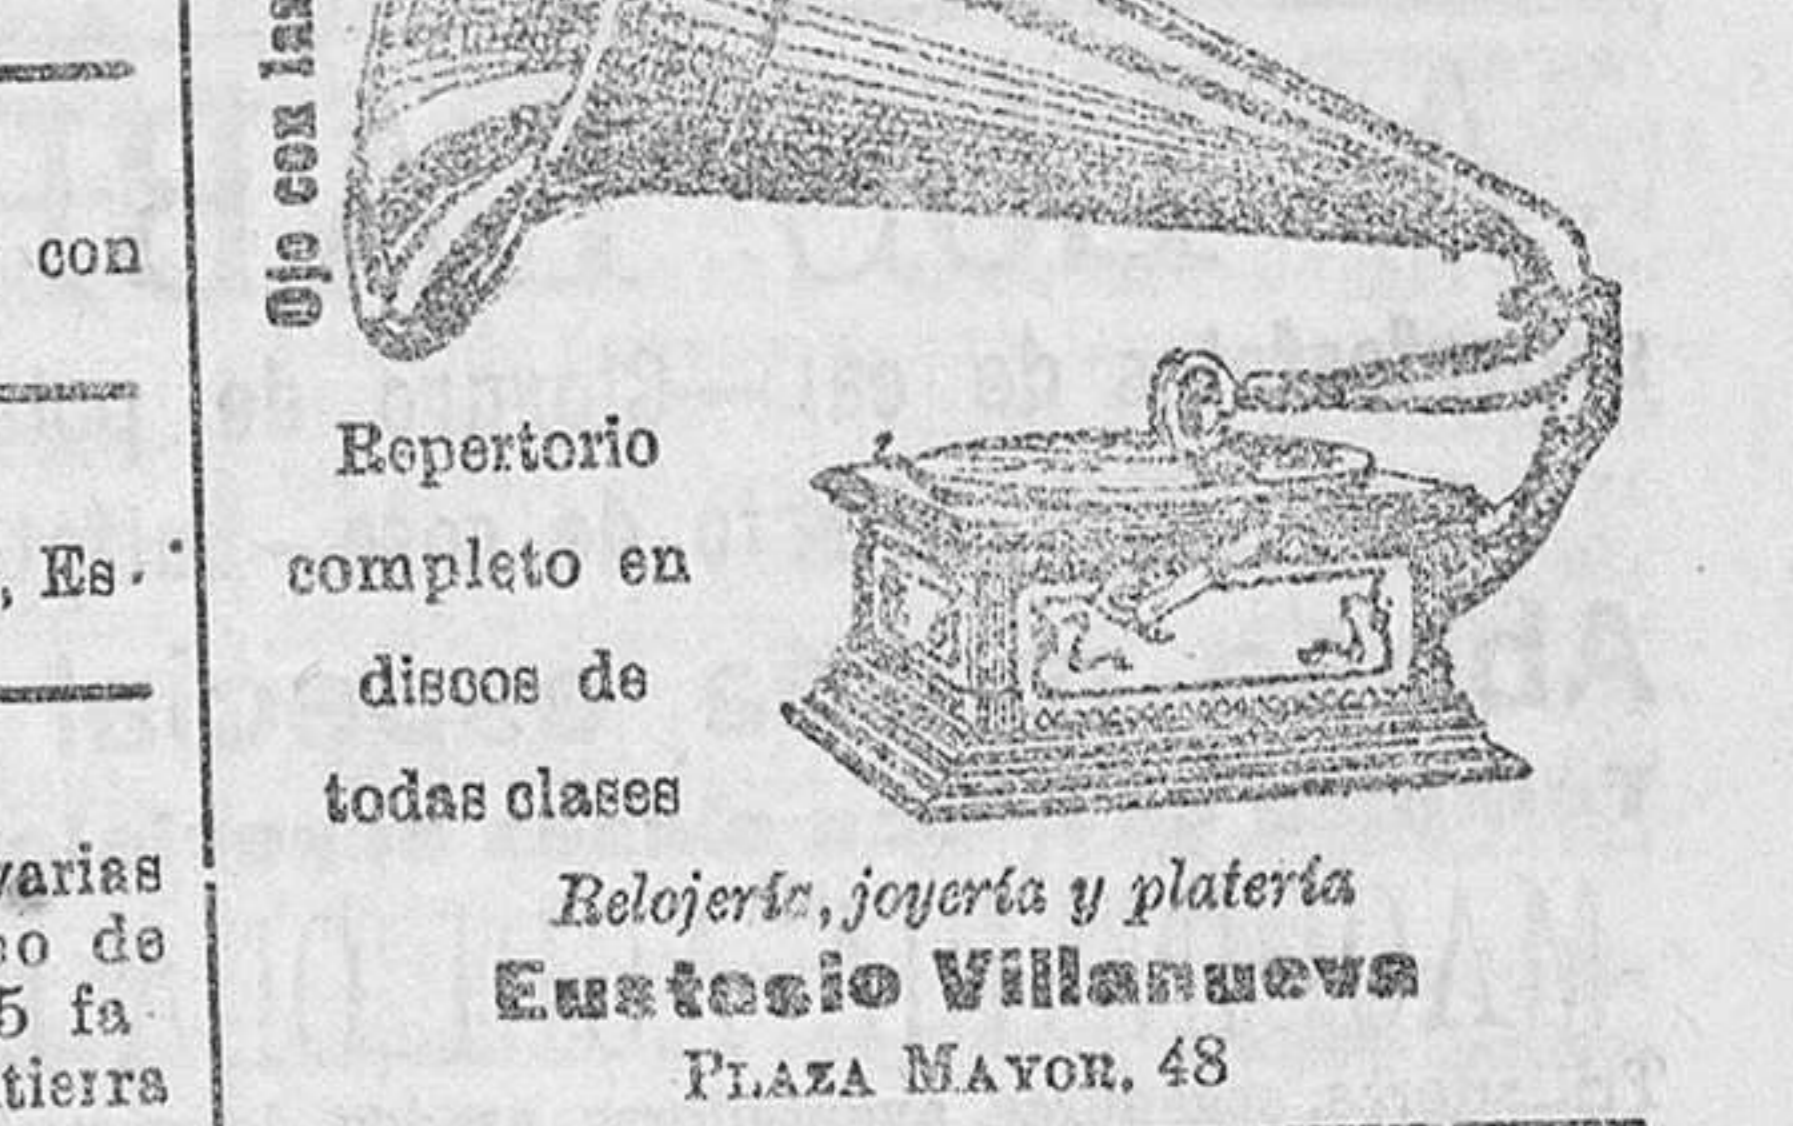 con
, Es.
varias
co de
5 fa
tierra
Ojo con las
Repertorio
completo en
discos de
todas clases
Relojería, joyería y platería
Eustasio Villanueva
PLAZA MAYOR, 48